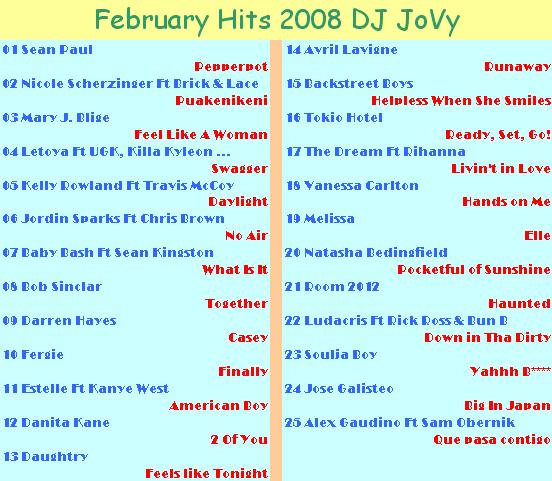 February Hits 2008 DJ JoVy
01 Sean Paul
Pepperpot
02 Nicole Scherzinger Ft Brick & Lace
Puakenikeni
03 Mary J. Blige
Feel Like A Woman
04 Letoya Ft UGK, Killa Kyleon ...
Swagger
05 Kelly Rowland Ft Travis McCoy
Daylight
06 Jordin Sparks Ft Chris Brown
No Air
07 Baby Bash Ft Sean Kingston
What Is It
08 Bob Sinclar
Together
09 Darren Hayes
Casey
10 Fergie
Finally
11 Estelle Ft Kanye West
American Boy
12 Danita Kane
2 Of You
13 Daughtry
Feels like Tonight
14 Avril Lavigne
Runaway
15 Backstreet Boys
Helpless When She Smiles
16 Tokio Hotel
Ready, Set, Go!
17 The Dream Ft Rihanna
Livin't in Love
18 Vanessa Carlton
Hands on Me
19 Melissa
Elle
20 Natasha Bedingfield
Pocketful of Sunshine
21 Room 2012
Haunted
22 Ludacris Ft Rick Ross & Bun B
Down in Tha Dirty
23 Soulia Boy
Yahhh B****
24 Jose Galisteo
Big In Japan
25 Alex Gaudino Ft Sam Obernik
Que pasa contigo